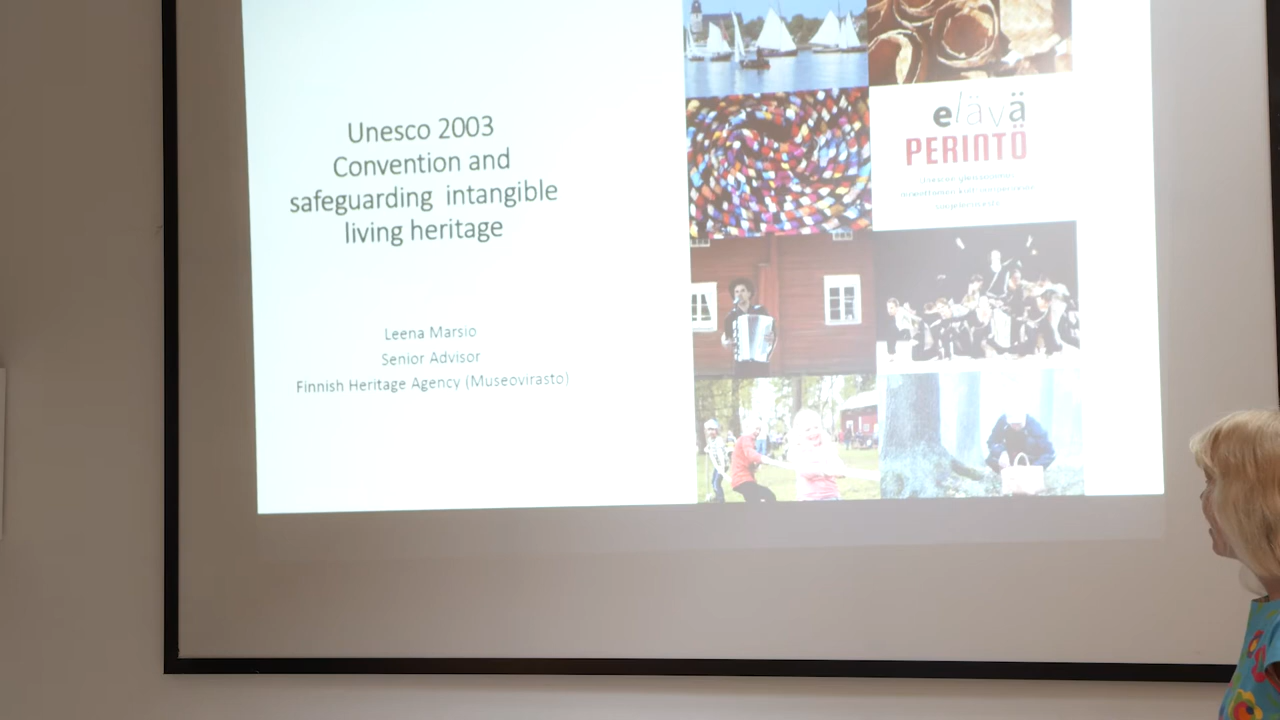 Unesco 2003
Convention and
safeguarding intangible
living heritage
Leena Marsio
Senior Advisor
Finnish Heritage Agency (Museovirasto)
elävä
PERINTÖ